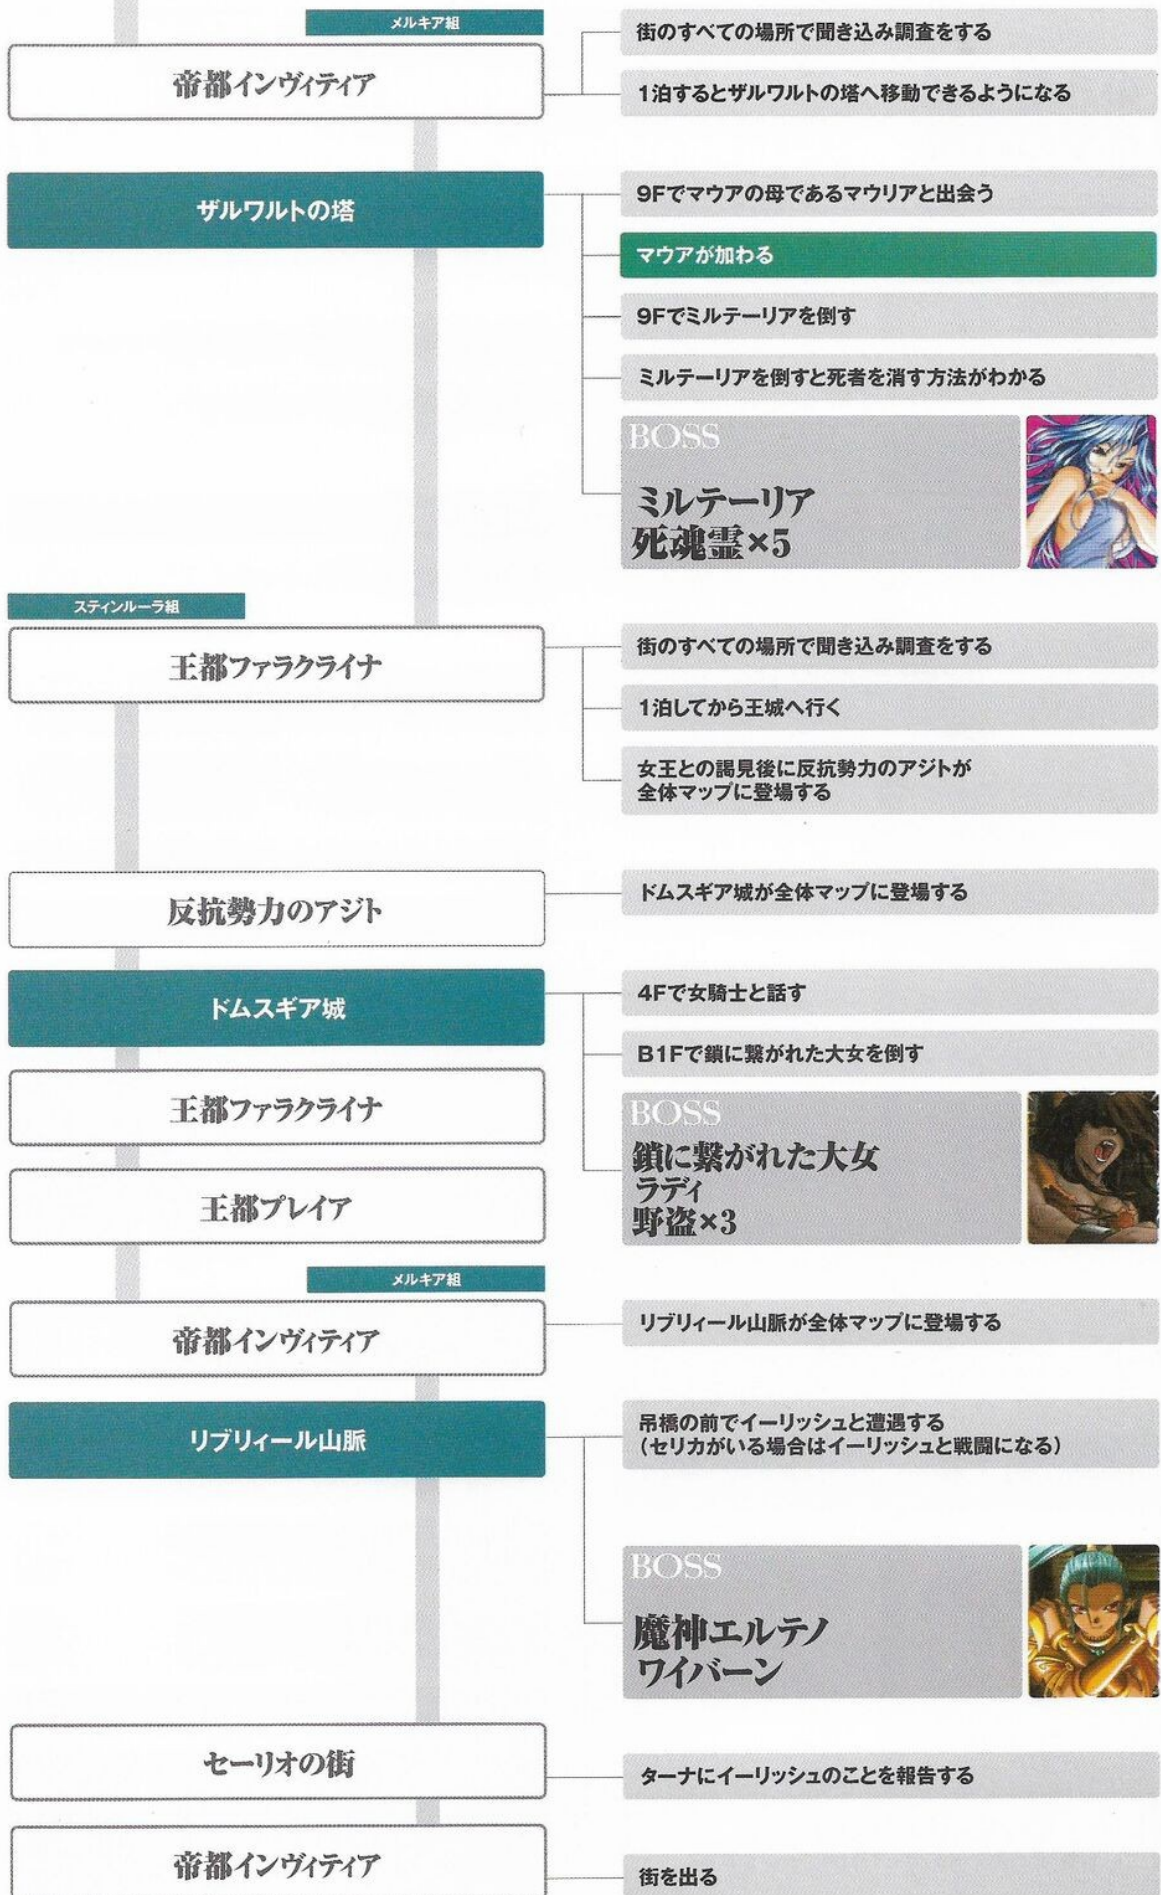 メルキア組
帝都インヴィティア
街のすべての場所で聞き込み調査をする
1泊するとザルワルトの塔へ移動できるようになる
ザルワルトの塔
9Fでマウアの母であるマウリアと出会う
マウアが加わる
9Fでミルテーリアを倒す
ミルテーリアを倒すと死者を消す方法がわかる
BOSS
ミルテーリア
死魂霊×5
スティンルーラ組
王都ファラクライナ
街のすべての場所で聞き込み調査をする
1泊してから王城へ行く
女王との謁見後に反抗勢力のアジトが
全体マップに登場する
反抗勢力のアジト
ドムスギア城が全体マップに登場する
ドムスギア城
4Fで女騎士と話す
B1Fで鎖に繋がれた大女を倒す
BOSS
鎖に繋がれた大女
ラディ
野盗×3
王都ファラクライナ
王都プレイア
メルキア組
帝都インヴィティア
リブリィール山脈が全体マップに登場する
リブリィール山脈
吊橋の前でイーリッシュと遭遇する
(セリカがいる場合はイーリッシュと戦闘になる)
BOSS
魔神エルテノ
ワイバーン
セーリオの街
ターナにイーリッシュのことを報告する
帝都インヴィティア
街を出る